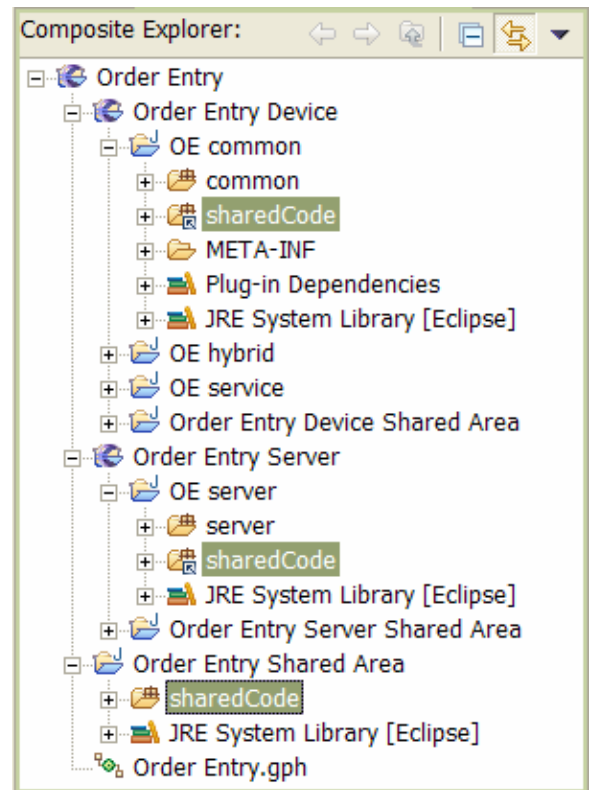 Composite Explorer:
Order Entry
Order Entry Device
OE common
common
sharedCode
META-INF
Plug-in Dependencies
JRE System Library [Eclipse]
OE hybrid
OE service
Order Entry Device Shared Area
Order Entry Server
OE server
server
sharedCode
JRE System Library [Eclipse]
Order Entry Server Shared Area
Order Entry Shared Area
sharedCode
JRE System Library [Eclipse]
Order Entry.gph